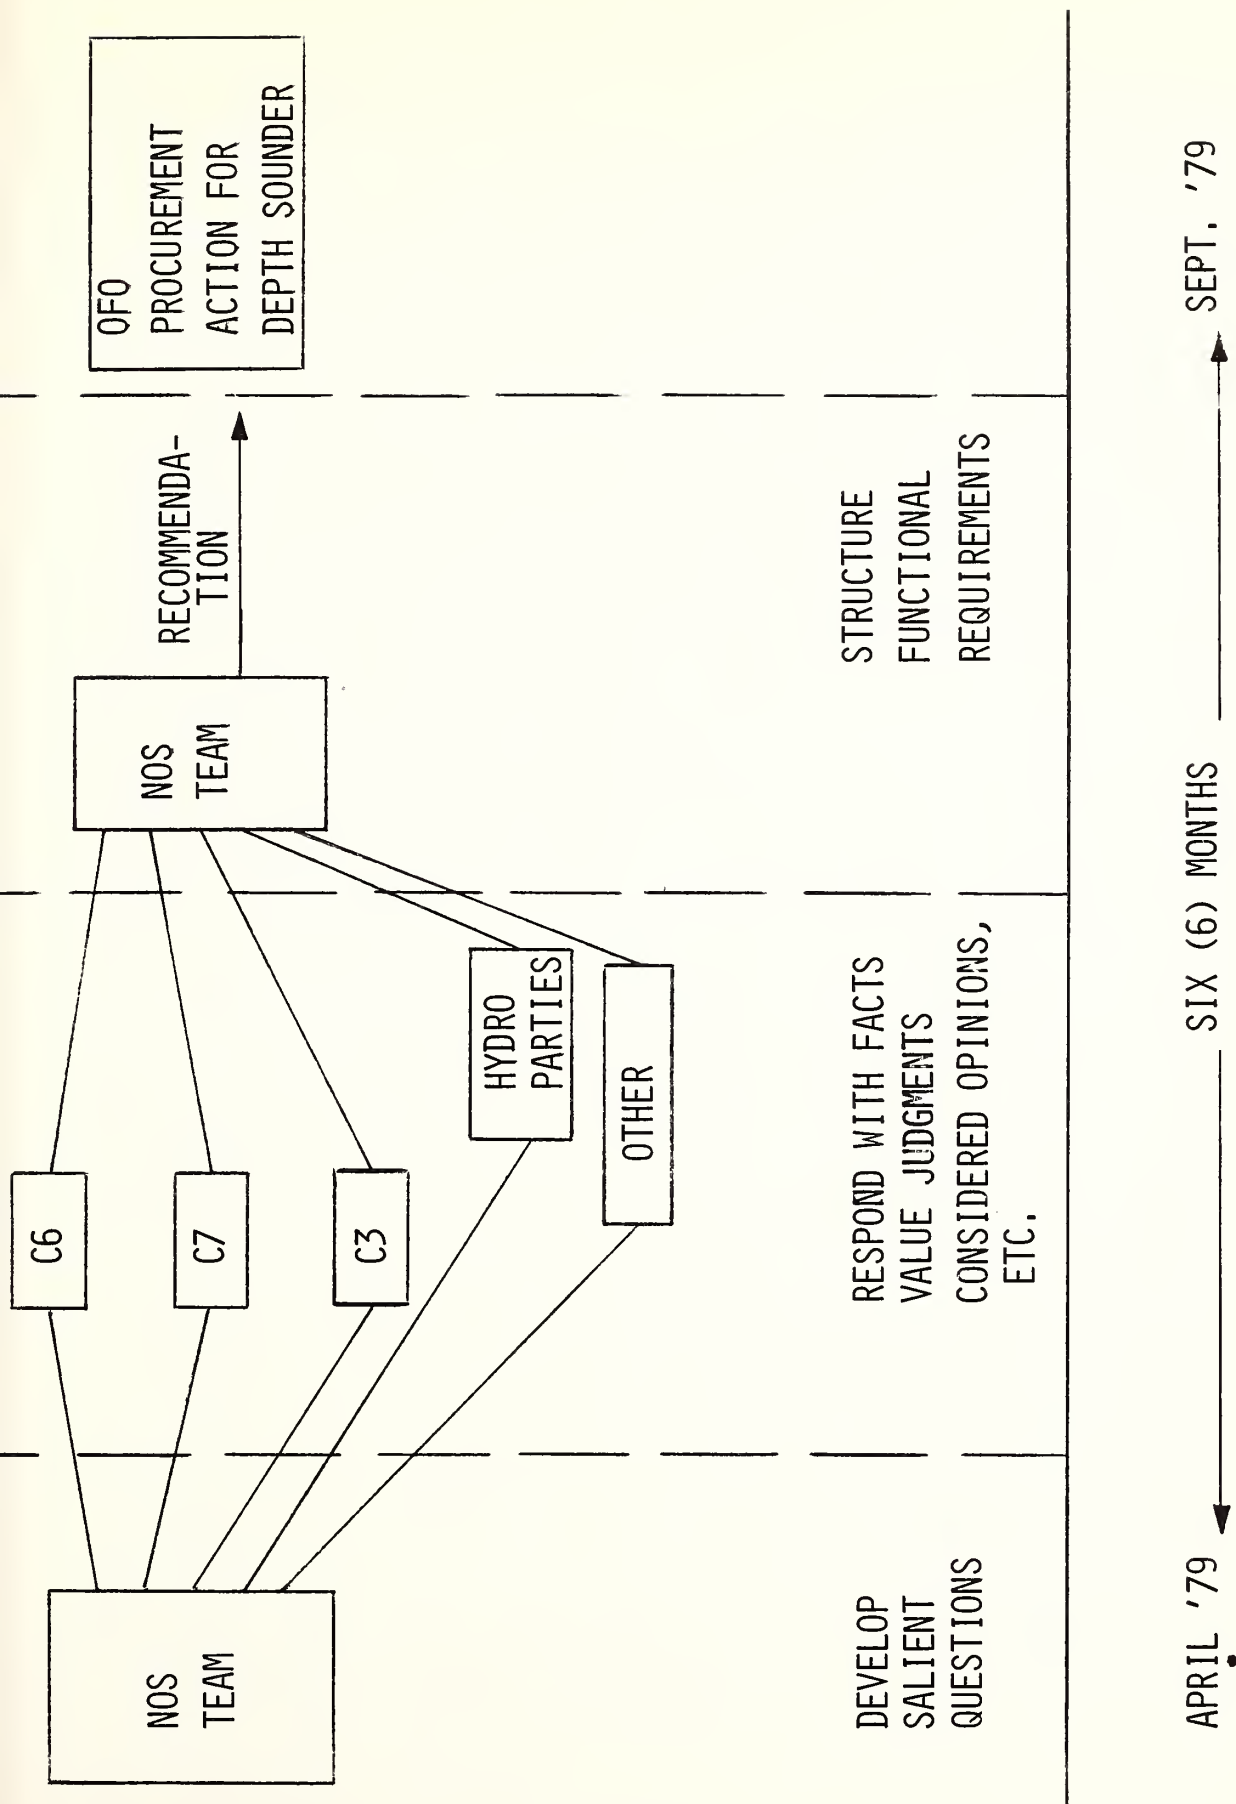 NOS
TEAM
C6
C7
C3
HYDRO
PARTIES
OTHER
NOS
TEAM
RECOMMENDA-
TION
OFO
PROCUREMENT
ACTION FOR
DEPTH SOUNDER
DEVELOP
SALIENT
QUESTIONS
RESPOND WITH FACTS
VALUE JUDGMENTS
CONSIDERED OPINIONS,
ETC.
STRUCTURE
FUNCTIONAL
REQUIREMENTS
APRIL '79
SIX (6) MONTHS
SEPT. '79